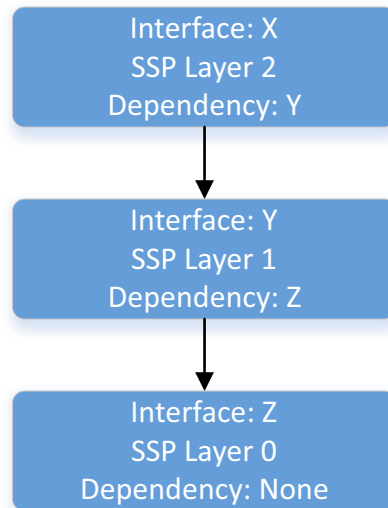 Interface: X
SSP Layer 2
Dependency: Y
Interface: Y
SSP Layer 1
Dependency: Z
Interface: Z
SSP Layer 0
Dependency: None